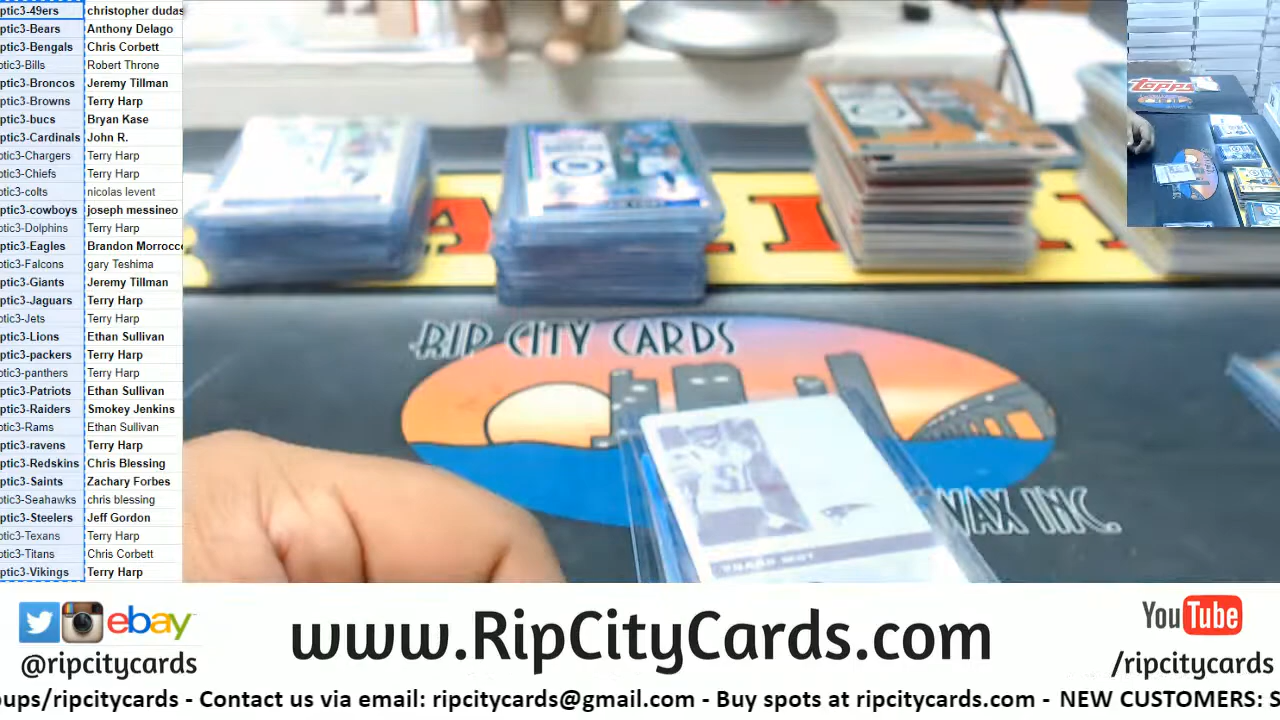 ptic3-49ers christopher dudas
ptic3-Bears Anthony Delago
ptic3-Bengals Chris Corbett
ptic3-Bills Robert Throne
ptic3-Broncos Jeremy Tillman
ptic3-Browns Terry Harp
ptic3-bucs Bryan Kase
ptic3-Cardinals John R.
ptic3-Chargers Terry Harp
ptic3-Chiefs Terry Harp
ptic3-colts nicolas levent
ptic3-cowboys joseph messineo
ptic3-Dolphins Terry Harp
ptic3-Eagles Brandon Morrocc
ptic3-Falcons gary Teshima
ptic3-Giants Jeremy Tillman
ptic3-Jaguars Terry Harp
ptic3-Jets Terry Harp
ptic3-Lions Ethan Sullivan
ptic3-packers Terry Harp
ptic3-panthers Terry Harp
ptic3-Patriots Ethan Sullivan
ptic3-Raiders Smokey Jenkins
ptic3-Rams Ethan Sullivan
ptic3-ravens Terry Harp
ptic3-Redskins Chris Blessing
ptic3-Saints Zachary Forbes
ptic3-Seahawks chris blessing
ptic3-Steelers Jeff Gordon
ptic3-Texans Terry Harp
ptic3-Titans Chris Corbett
ptic3-Vikings Terry Harp
Topps
RIP CITY CARDS
WAX INC.
ebay
@ripcitycards
www.RipCityCards.com
YouTube
/ripcitycards
oups/ripcitycards - Contact us via email: ripcitycards@gmail.com - Buy spots at ripcitycards.com - NEW CUSTOMERS: S